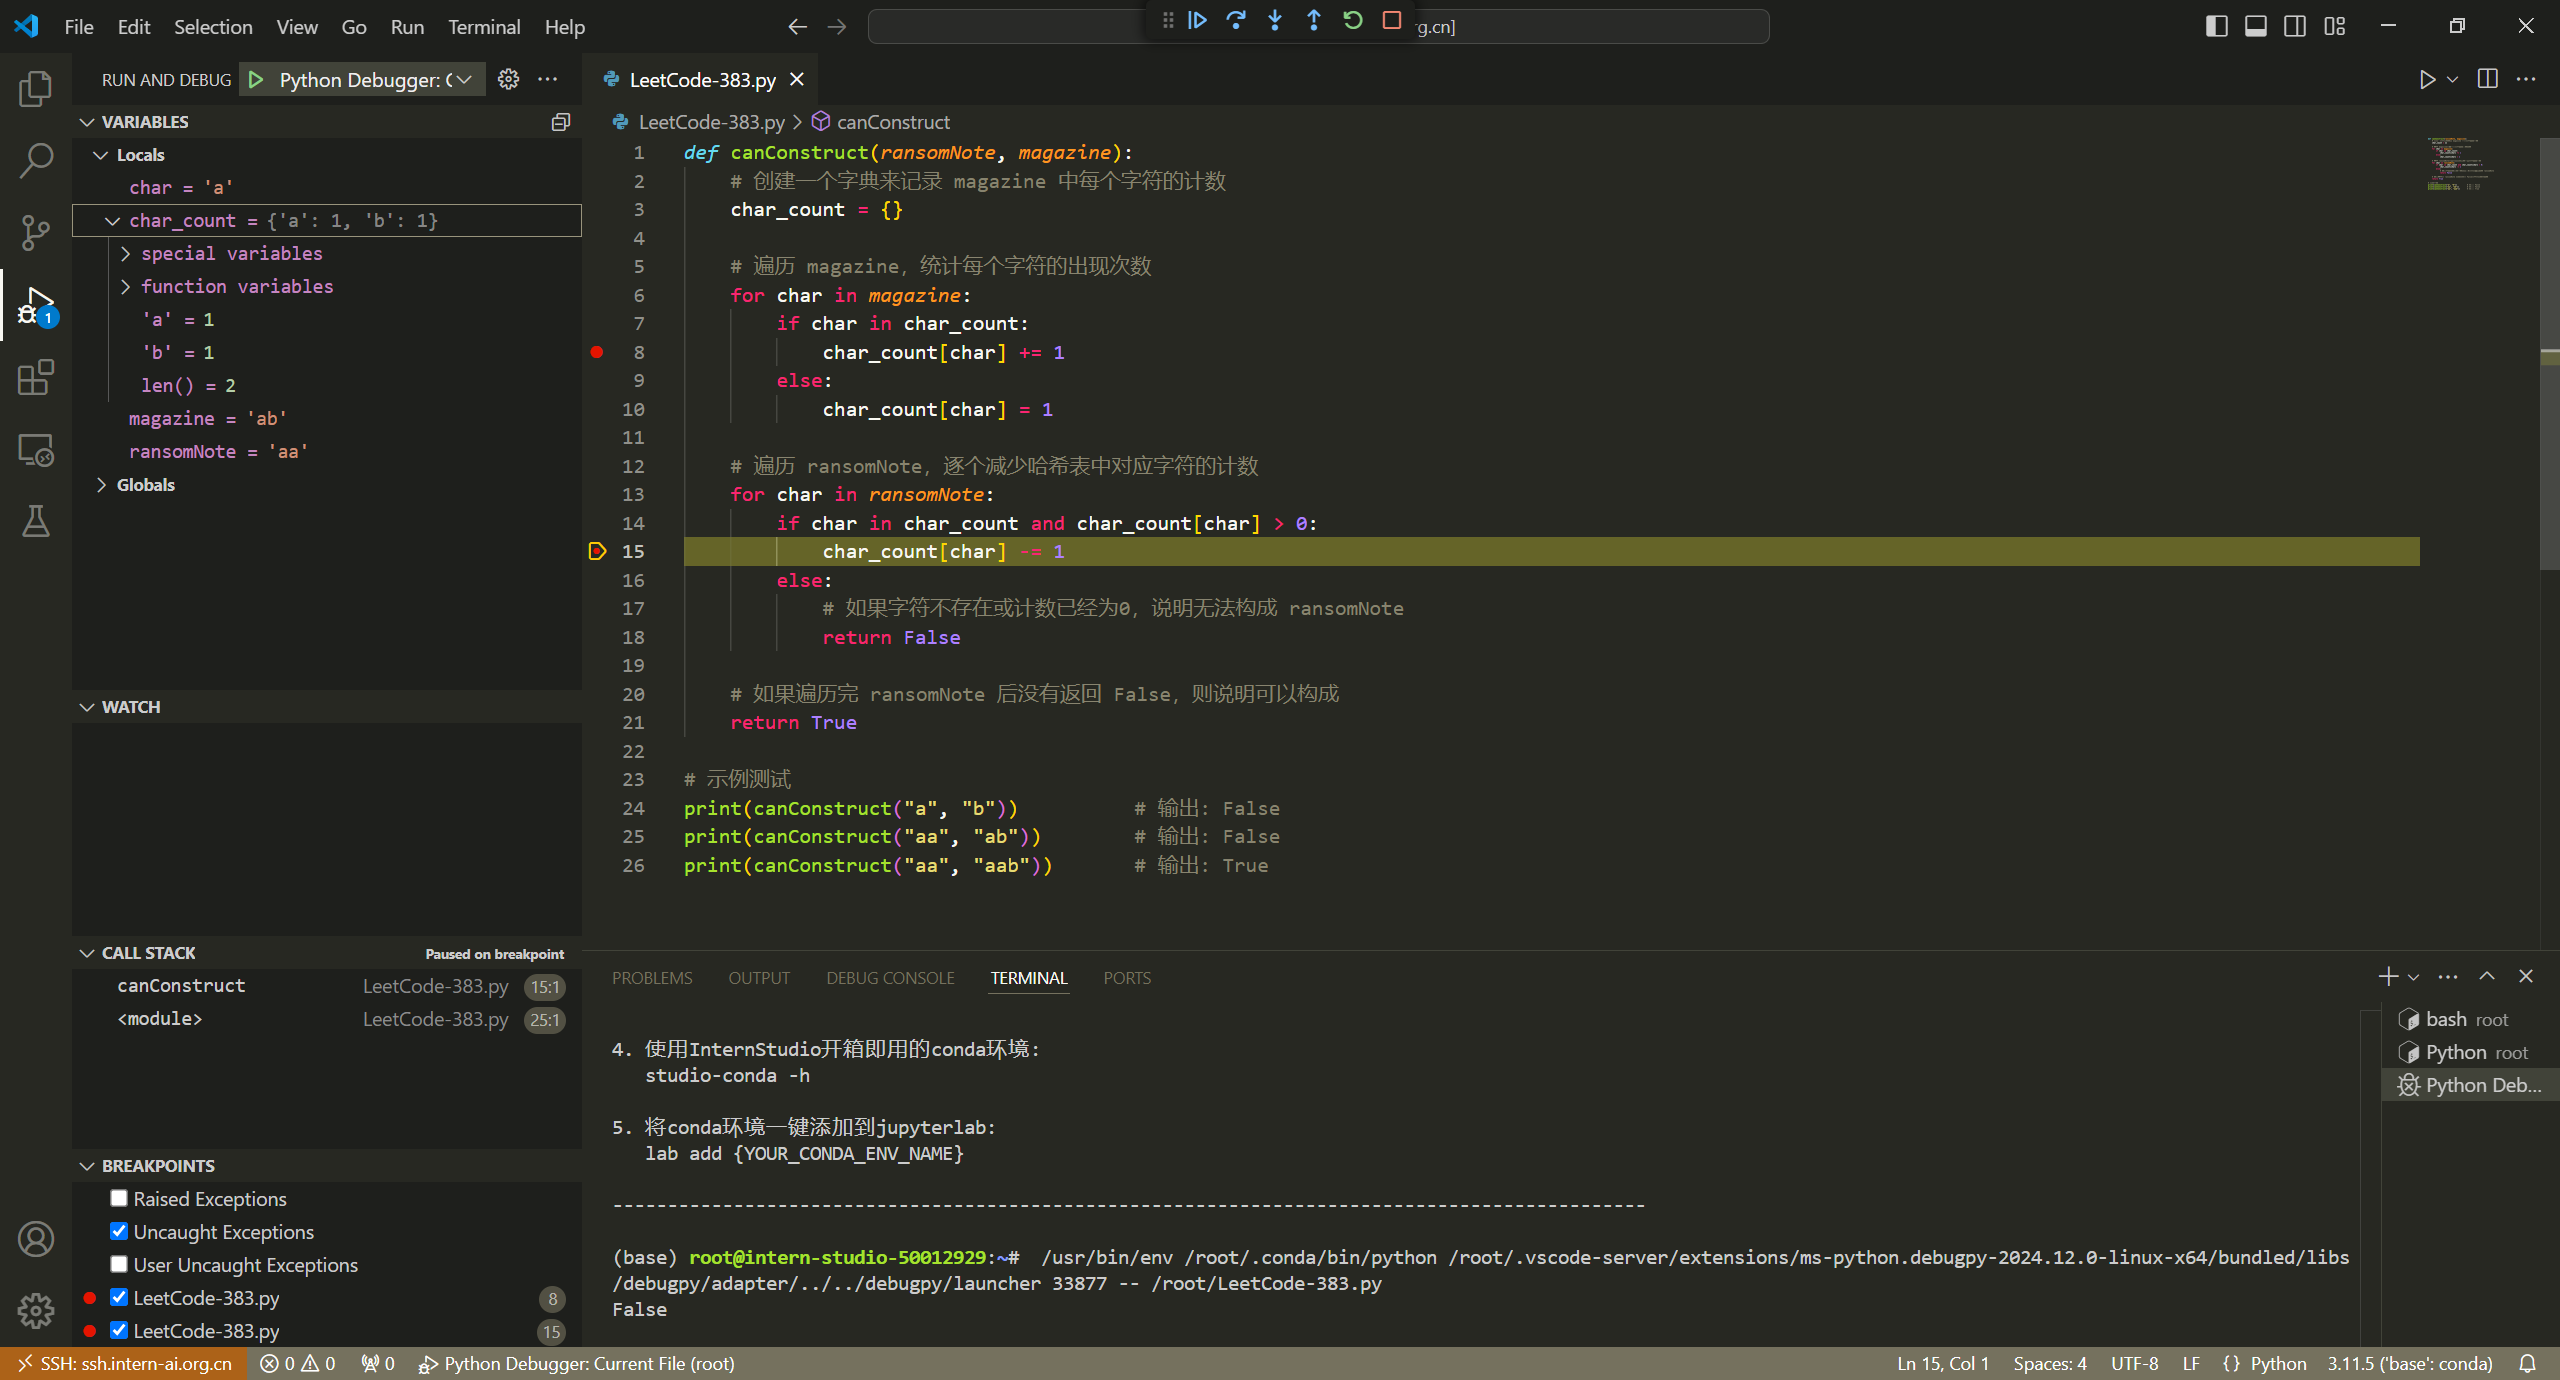 File Edit Selection View Go Run Terminal Help
rg.cn]
RUN AND DEBUG Python Debugger: C
VARIABLES
Locals
char = 'a'
char_count = {'a': 1, 'b': 1}
special variables
function variables
'a' = 1
'b' = 1
len() = 2
magazine = 'ab'
ransomNote = 'aa'
Globals
WATCH
CALL STACK Paused on breakpoint
canConstruct LeetCode-383.py 15:1
<module> LeetCode-383.py 25:1
BREAKPOINTS
Raised Exceptions
Uncaught Exceptions
User Uncaught Exceptions
LeetCode-383.py 8
LeetCode-383.py 15
1
LeetCode-383.py
LeetCode-383.py > canConstruct
1 def canConstruct(ransomNote, magazine):
2 # 创建一个字典来记录 magazine 中每个字符的计数
3 char_count = {}
4
5 # 遍历 magazine，统计每个字符的出现次数
6 for char in magazine:
7 if char in char_count:
8 char_count[char] += 1
9 else:
10 char_count[char] = 1
11
12 # 遍历 ransomNote，逐个减少哈希表中对应字符的计数
13 for char in ransomNote:
14 if char in char_count and char_count[char] > 0:
15 char_count[char] -= 1
16 else:
17 # 如果字符不存在或计数已经为0，说明无法构成 ransomNote
18 return False
19
20 # 如果遍历完 ransomNote 后没有返回 False，则说明可以构成
21 return True
22
23 # 示例测试
24 print(canConstruct("a", "b")) # 输出: False
25 print(canConstruct("aa", "ab")) # 输出: False
26 print(canConstruct("aa", "aab")) # 输出: True
PROBLEMS OUTPUT DEBUG CONSOLE TERMINAL PORTS
4. 使用InternStudio开箱即用的conda环境:
studio-conda -h
5. 将conda环境一键添加到jupyterlab:
lab add {YOUR_CONDA_ENV_NAME}
----------------------------------------------------------------------------------------------
(base) root@intern-studio-50012929:~# /usr/bin/env /root/.conda/bin/python /root/.vscode-server/extensions/ms-python.debugpy-2024.12.0-linux-x64/bundled/libs
/debugpy/adapter/../../debugpy/launcher 33877 -- /root/LeetCode-383.py
False
bash root
Python root
Python Deb...
SSH: ssh.intern-ai.org.cn 0 0 0 Python Debugger: Current File (root) Ln 15, Col 1 Spaces: 4 UTF-8 LF {} Python 3.11.5 ('base': conda)